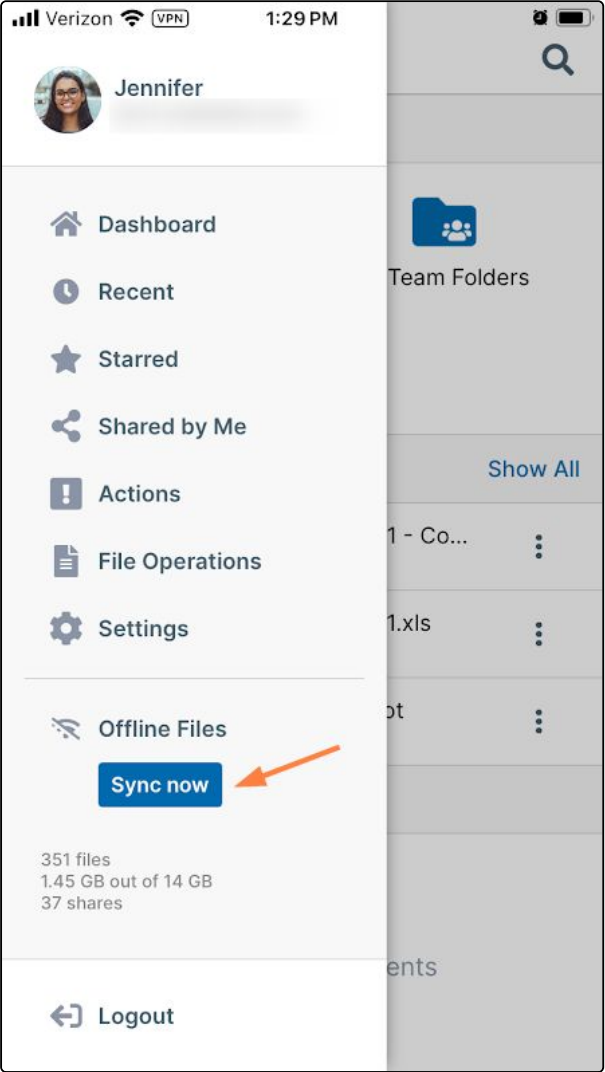 Verizon VPN 1:29 PM
Jennifer
Dashboard
Recent
Starred
Shared by Me
Actions
File Operations
Settings
Offline Files
Sync now
351 files
1.45 GB out of 14 GB
37 shares
Logout
Team Folders
Show All
1 - Co...
1.xls
ot
ents